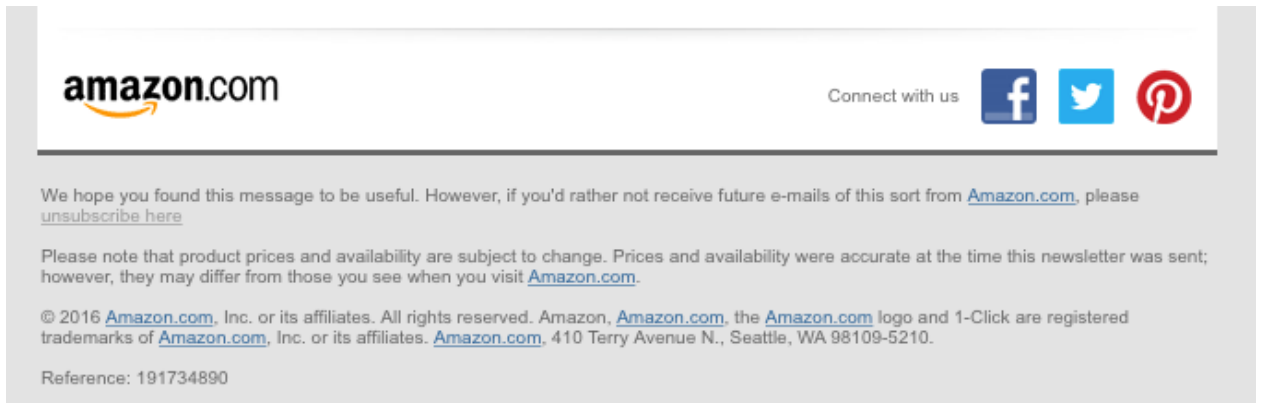 amazon.com
Connect with us
We hope you found this message to be useful. However, if you'd rather not receive future e-mails of this sort from Amazon.com, please
unsubscribe here
Please note that product prices and availability are subject to change. Prices and availability were accurate at the time this newsletter was sent;
however, they may differ from those you see when you visit Amazon.com.
© 2016 Amazon.com, Inc. or its affiliates. All rights reserved. Amazon, Amazon.com, the Amazon.com logo and 1-Click are registered
trademarks of Amazon.com, Inc. or its affiliates. Amazon.com, 410 Terry Avenue N., Seattle, WA 98109-5210.
Reference: 191734890